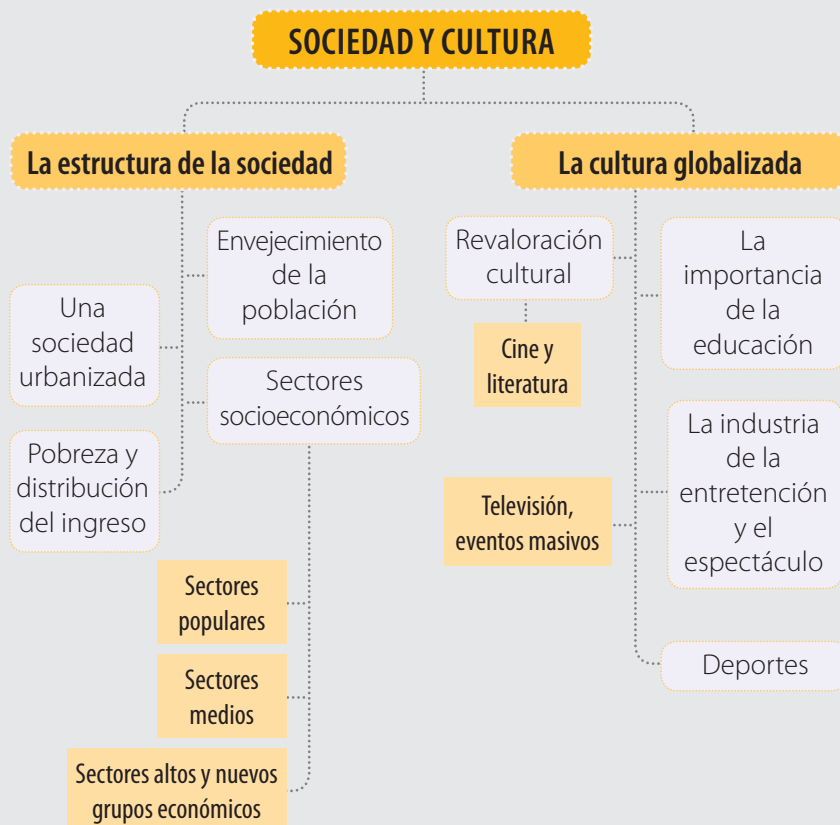 SOCIEDAD Y CULTURA
La estructura de la sociedad
Envejecimiento
de la
población
Una
sociedad
urbanizada
Sectores
socioeconómicos
Pobreza y
distribución
del ingreso
Sectores
populares
Sectores
medios
Sectores altos y nuevos
grupos económicos
La cultura globalizada
Revaloración
cultural
Cine y
literatura
La
importancia
de la
educación
La industria
de la
entretención
y el
espectáculo
Televisión,
eventos masivos
Deportes